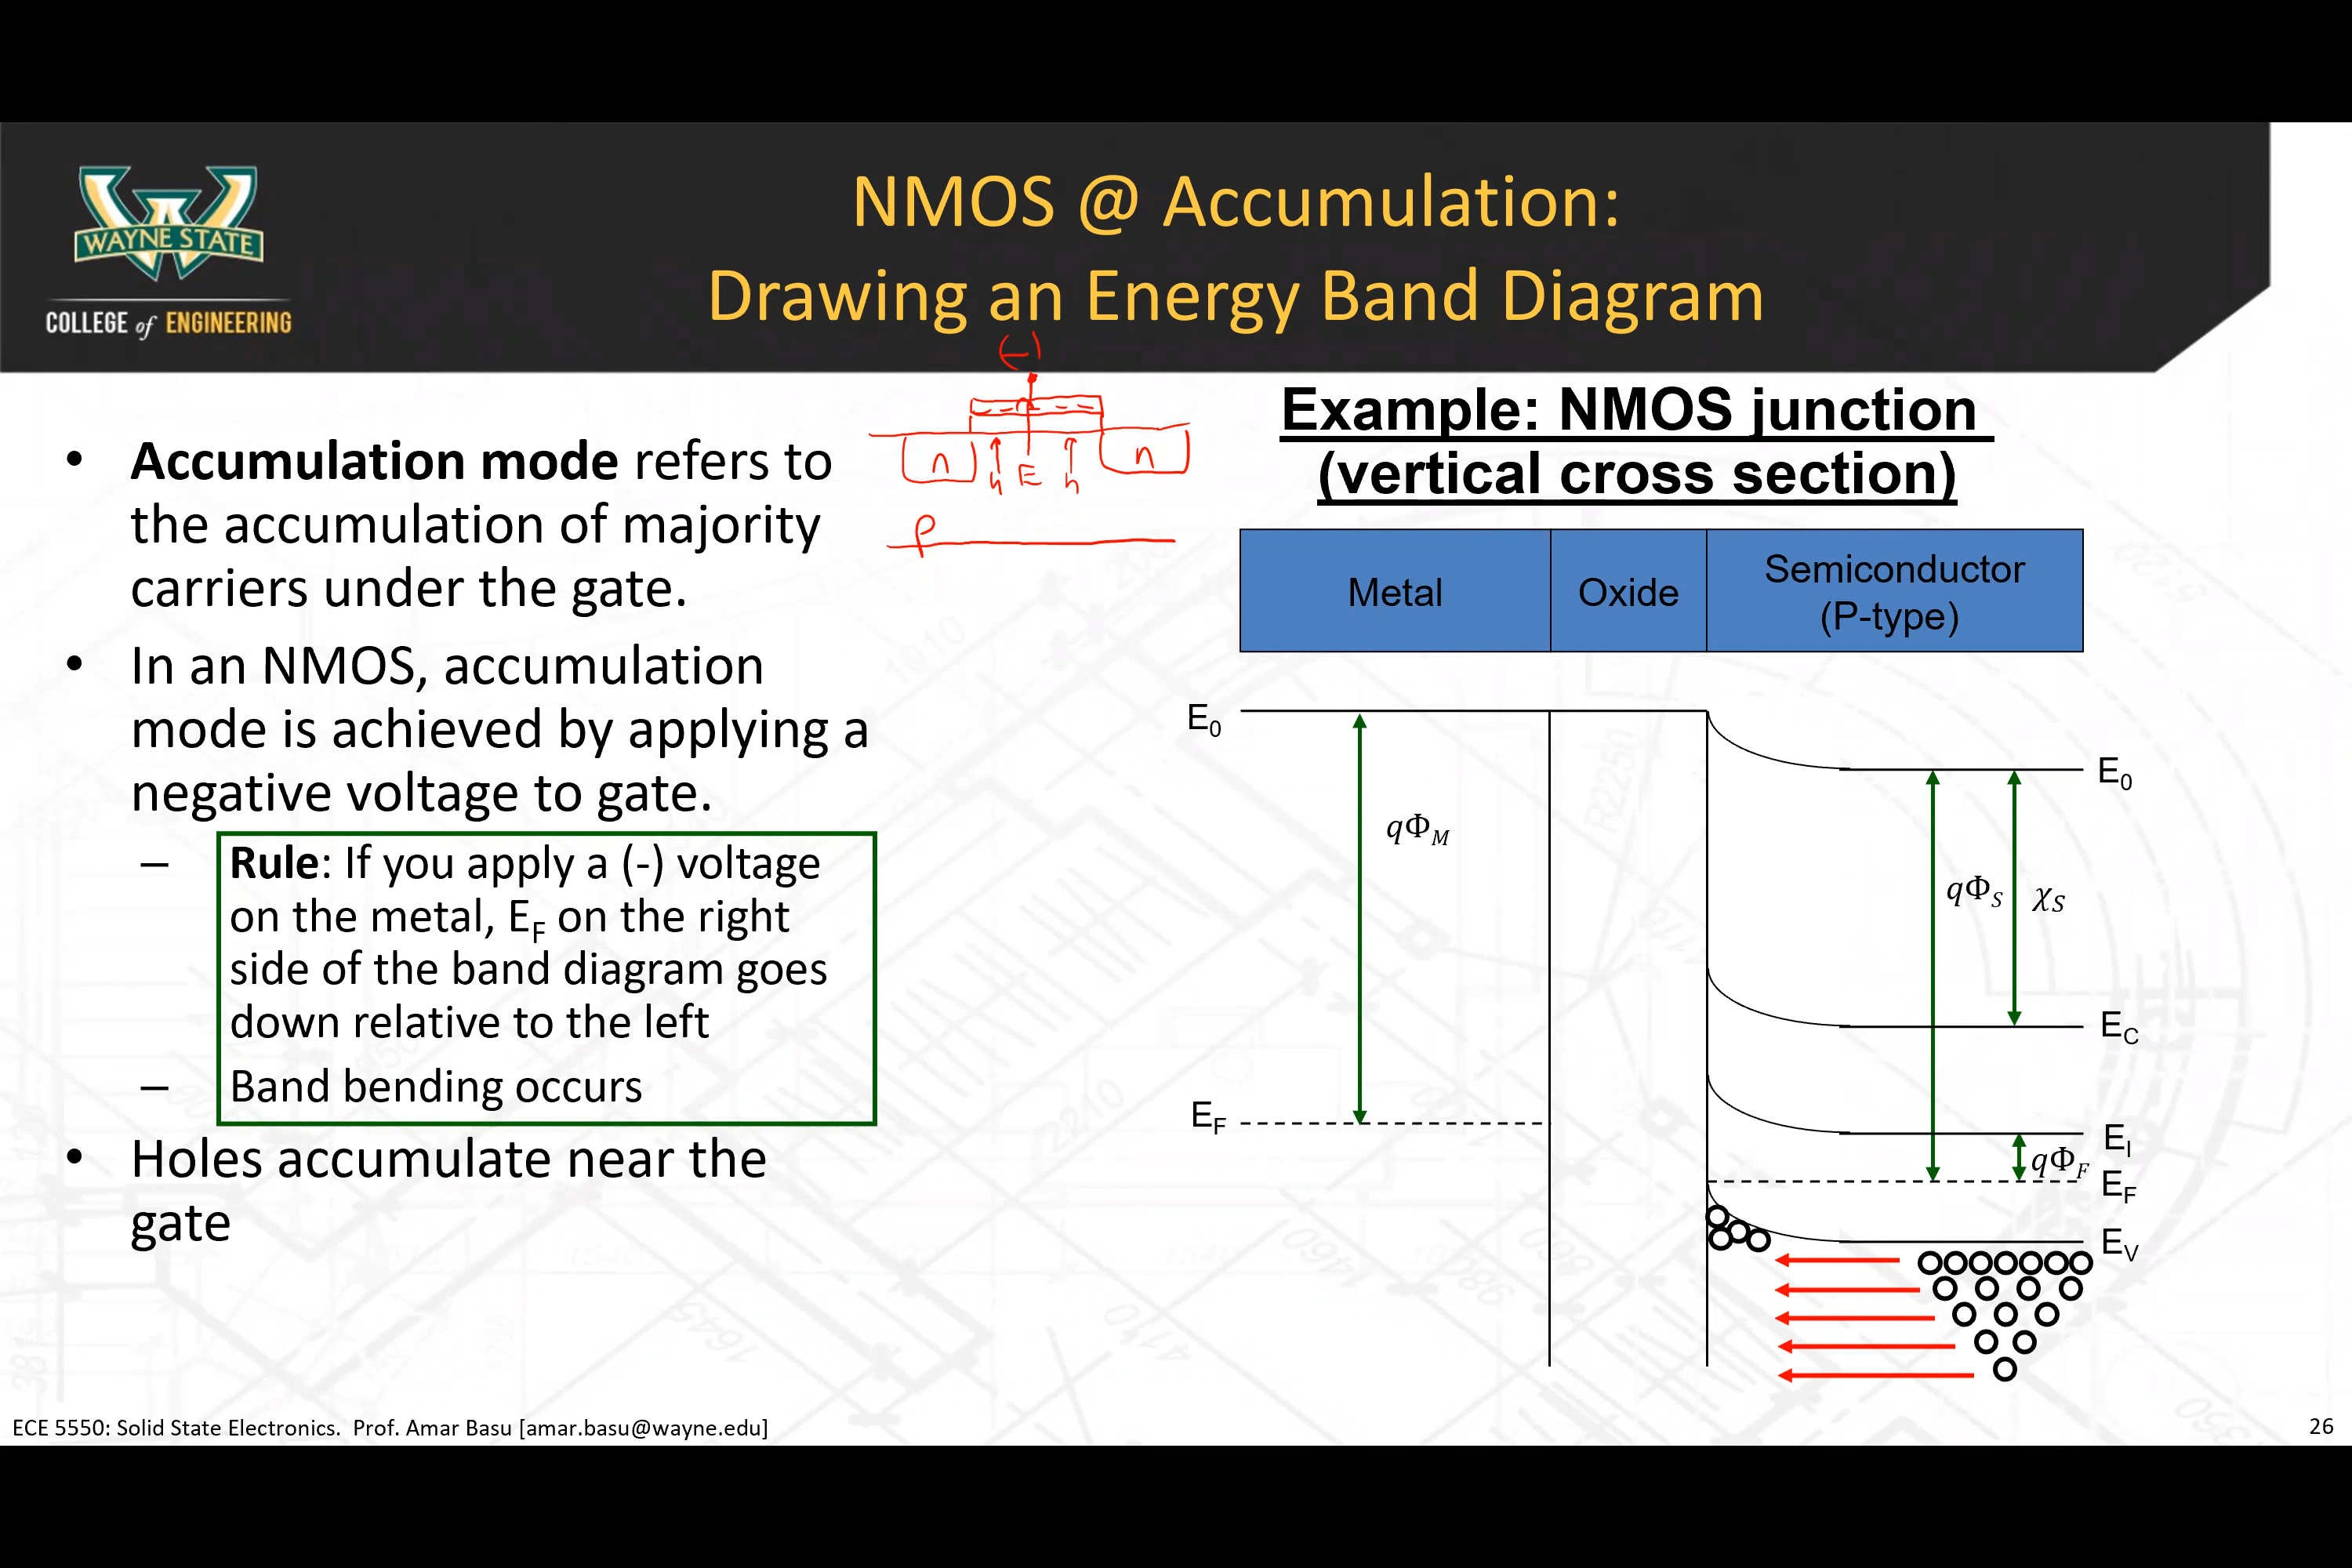 WAYNE STATE
COLLEGE of ENGINEERING
NMOS @ Accumulation:
Drawing an Energy Band Diagram
(-)
n
n
h E h
p
• Accumulation mode refers to
the accumulation of majority
carriers under the gate.
• In an NMOS, accumulation
mode is achieved by applying a
negative voltage to gate.
– Rule: If you apply a (-) voltage
on the metal, E_F on the right
side of the band diagram goes
down relative to the left
– Band bending occurs
• Holes accumulate near the
gate
Example: NMOS junction
(vertical cross section)
Metal
Oxide
Semiconductor
(P-type)
E_0
E_0
qΦ_M
qΦ_S
χ_S
E_C
E_F
E_I
qΦ_F
E_F
E_V
ECE 5550: Solid State Electronics. Prof. Amar Basu [amar.basu@wayne.edu]
26